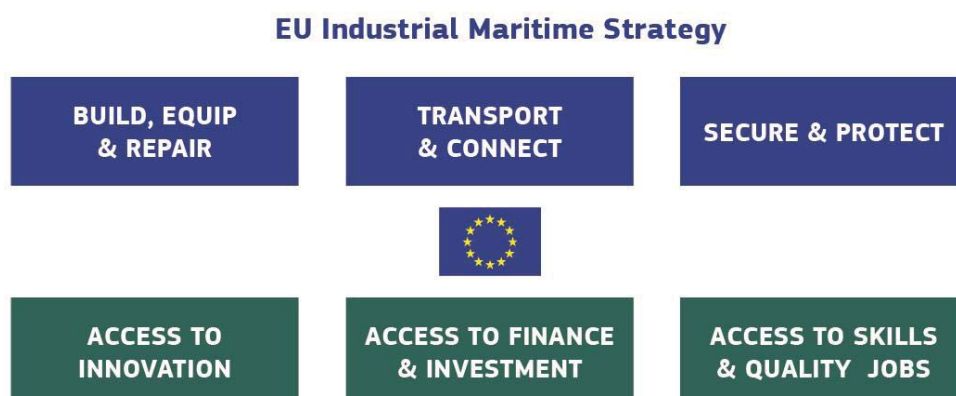 EU Industrial Maritime Strategy
BUILD, EQUIP
& REPAIR
TRANSPORT
& CONNECT
SECURE & PROTECT
ACCESS TO
INNOVATION
ACCESS TO FINANCE
& INVESTMENT
ACCESS TO SKILLS
& QUALITY JOBS